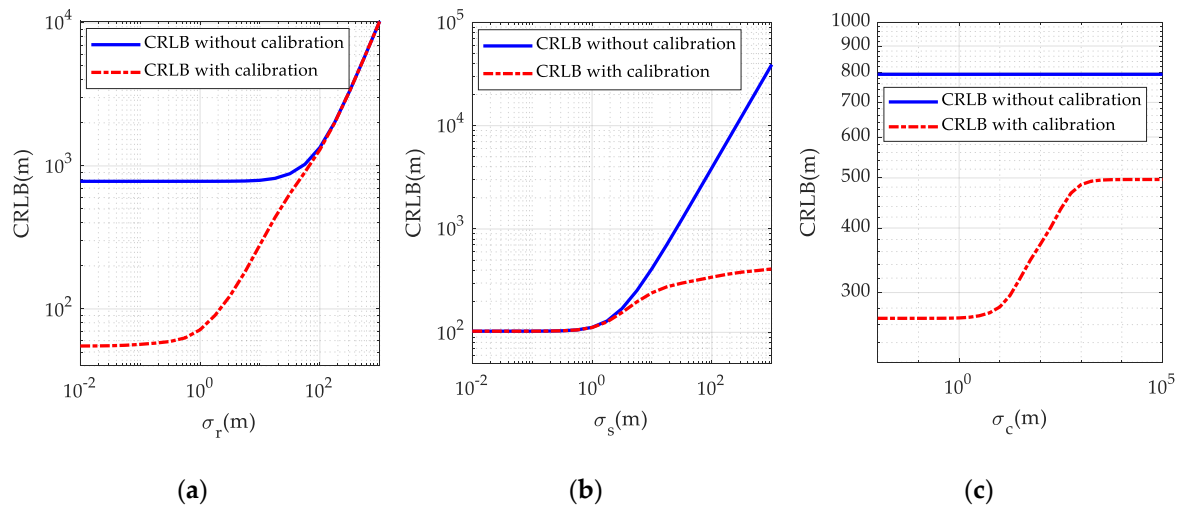 CRLB without calibration
CRLB with calibration
CRLB(m)
10^4
10^3
10^2
10^-2
10^0
10^2
σ_r(m)
(a)
CRLB without calibration
CRLB with calibration
CRLB(m)
10^5
10^4
10^3
10^2
10^-2
10^0
10^2
σ_s(m)
(b)
CRLB without calibration
CRLB with calibration
CRLB(m)
1000
900
800
700
600
500
400
300
10^0
10^5
σ_c(m)
(c)